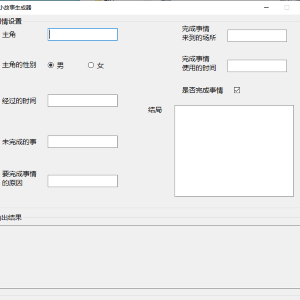 小故事生成器
情设置
主角
完成事情
来到的场所
主角的性别
男
女
完成事情
使用的时间
是否完成事情
经过的时间
结局
未完成的事
要完成事情
的原因
出结果